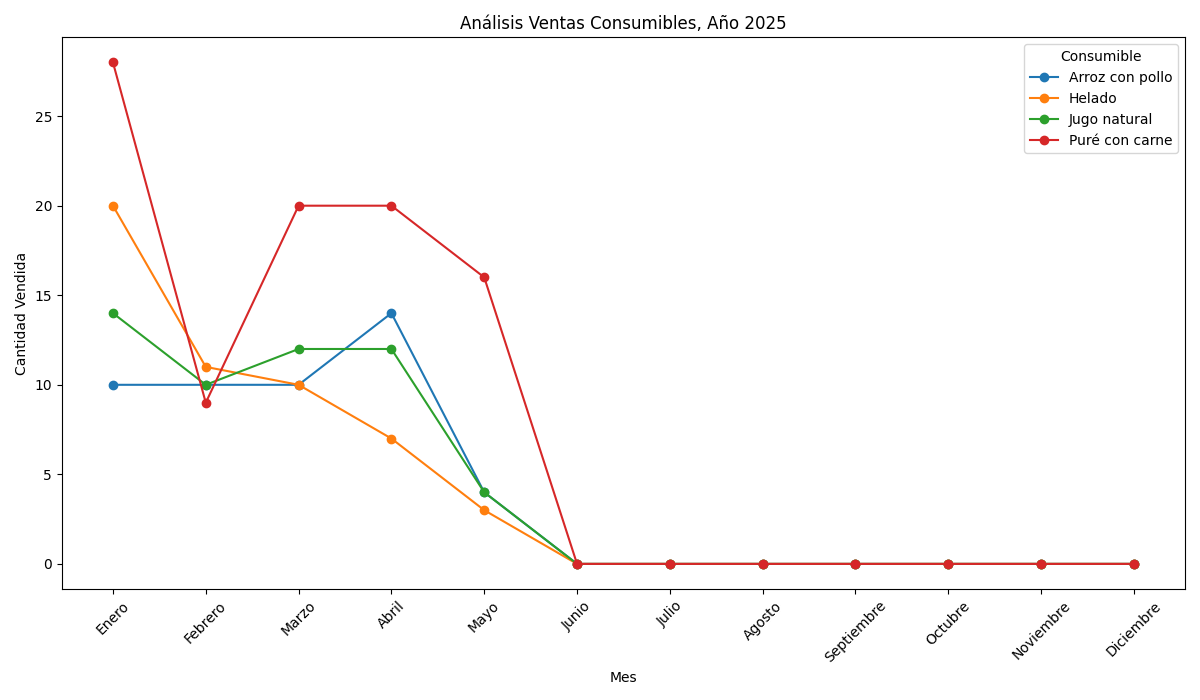 Análisis Ventas Consumibles, Año 2025
Consumible
Arroz con pollo
Helado
Jugo natural
Puré con carne
Cantidad Vendida
25
20
15
10
5
0
Enero
Febrero
Marzo
Abril
Mayo
Junio
Julio
Agosto
Septiembre
Octubre
Noviembre
Diciembre
Mes